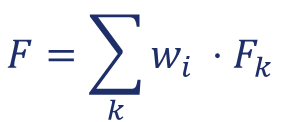 F = ∑_k w_i · F_k